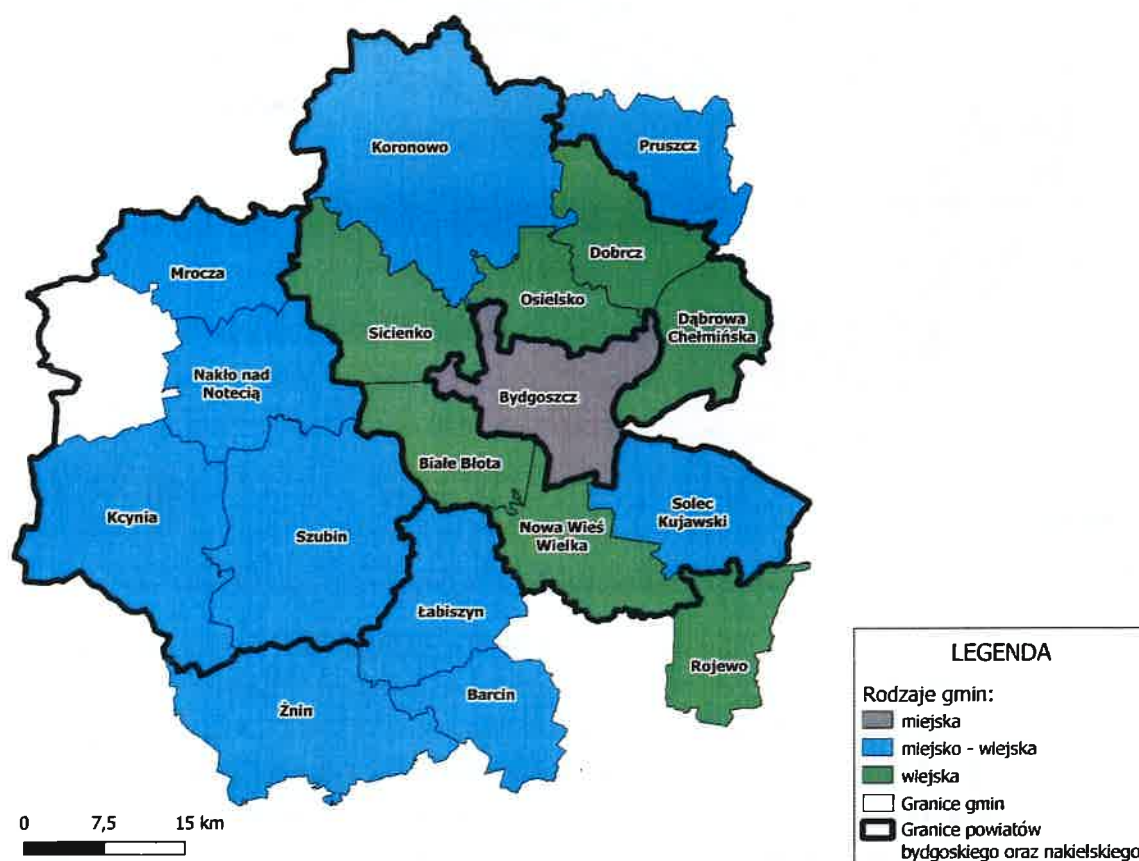 Koronowo
Pruszcz
Dobrcz
Mrocza
Osielsko
Dąbrowa
Chełmińska
Sicienko
Nakło nad
Notecią
Bydgoszcz
Białe Błota
Kcynia
Szubin
Nowa Wieś
Wielka
Solec
Kujawski
Łabiszyn
Rojewo
Barcin
Żnin
LEGENDA
Rodzaje gmin:
miejska
miejsko - wiejska
wiejska
Granice gmin
Granice powiatów
bydgoskiego oraz nakielskiego
0 7,5 15 km